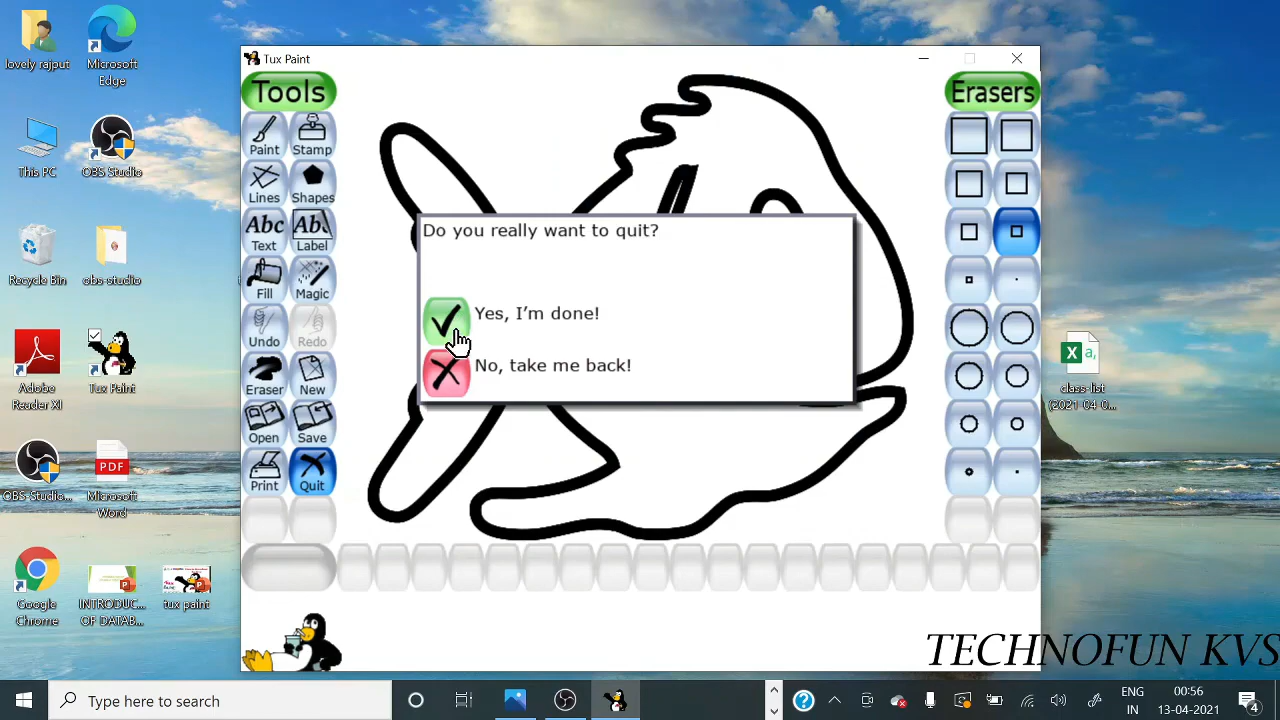 lovely rajput
Microsoft
Edge
This PC
OBS Studio
Recycle Bin
obs-studio
Adobe
Reader XI
Tux Paint
OBS-Studio...
PDF
Microsoft
Word
Google
Chrome
INTRODUC...
OF DATAB...
tux paint
Tux Paint
Tools
Erasers
Paint
Stamp
Lines
Shapes
Abc
Text
Abc
Label
Fill
Magic
Undo
Redo
Eraser
New
Open
Save
Print
Quit
Do you really want to quit?
Yes, I'm done!
No, take me back!
class-list
(2021-04-0...
TECHNOFUN KVS
Type here to search
ENG
IN
00:56
13-04-2021
4